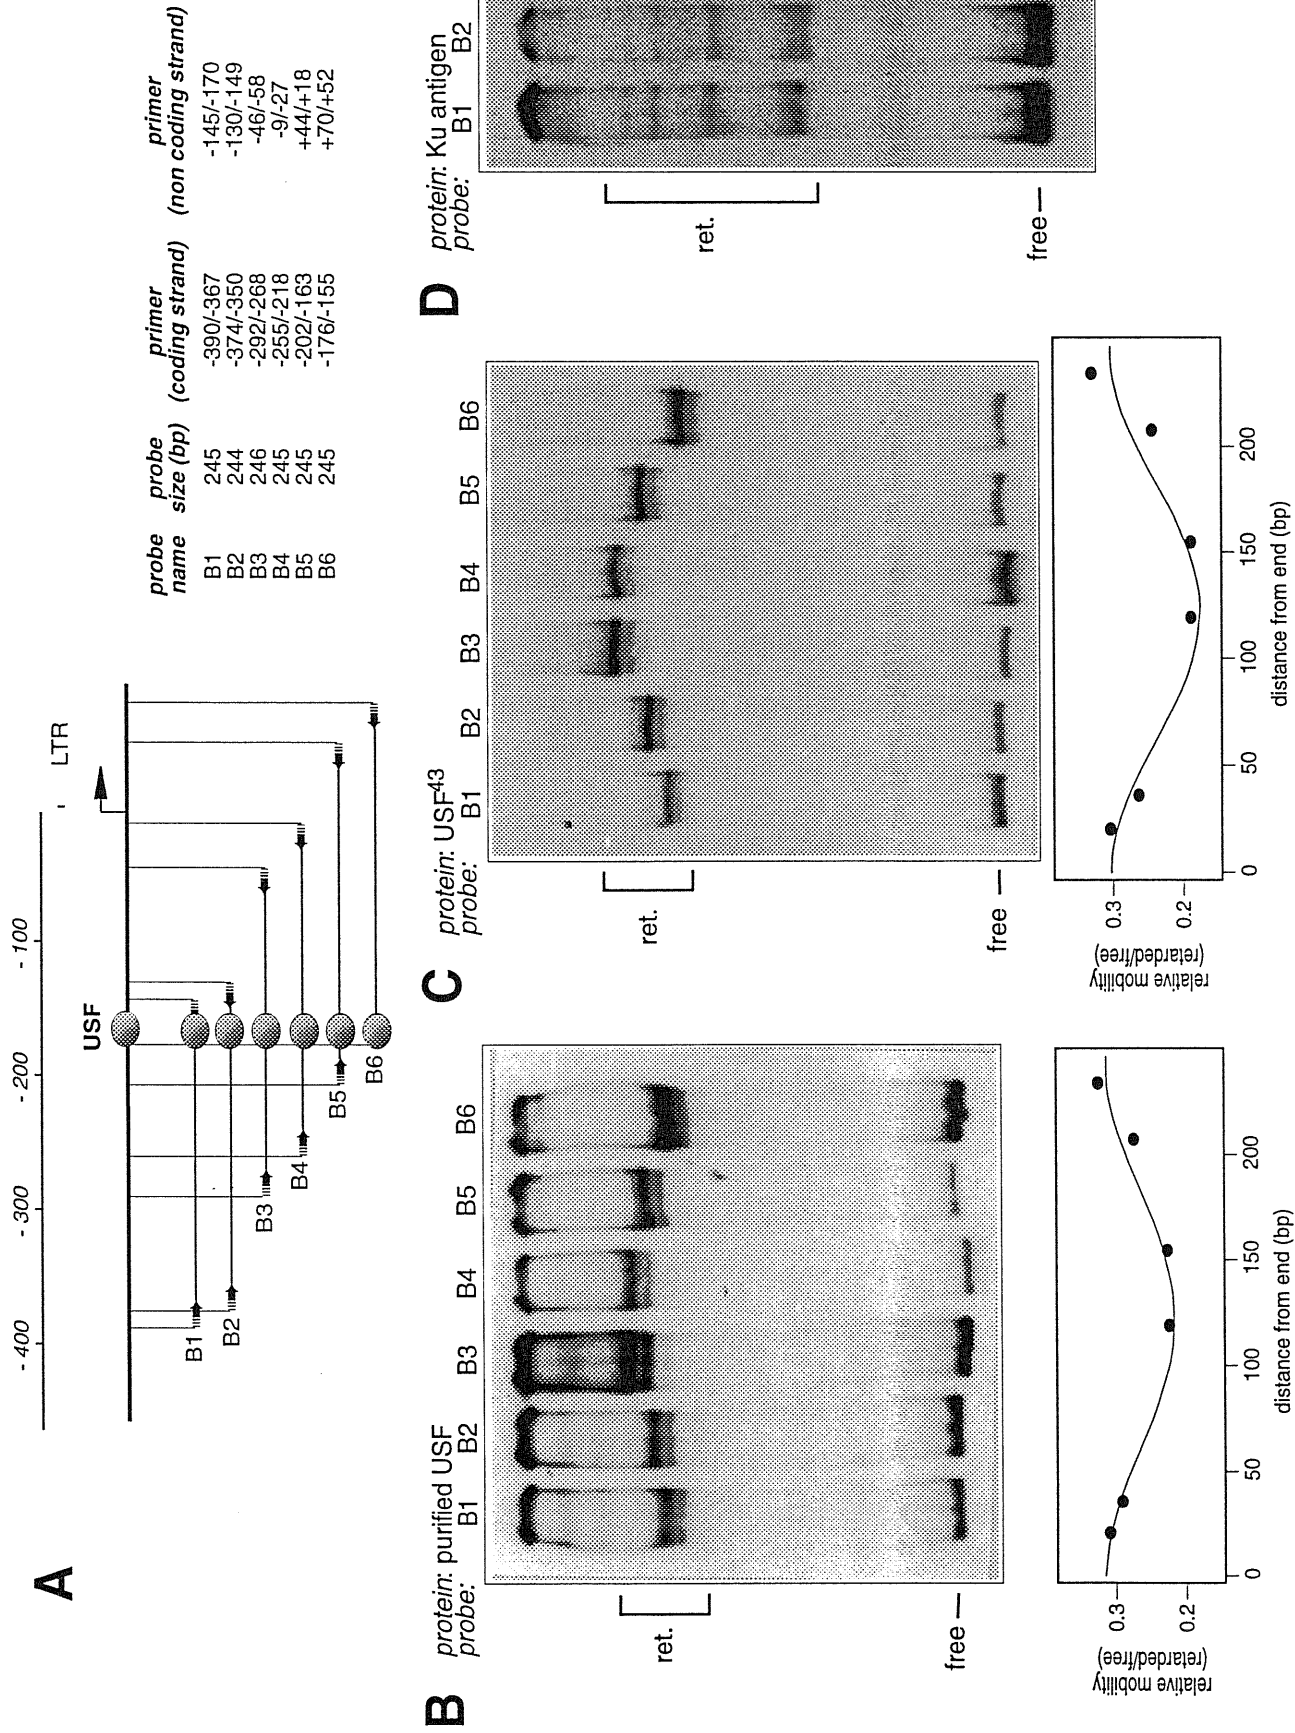 A
-400 -300 -200 -100
USF
LTR
B1
B2
B3
B4
B5
B6
probe name probe size (bp) primer (coding strand) primer (non coding strand)
B1 245 -390/-367 -145/-170
B2 244 -374/-350 -130/-149
B3 246 -292/-268 -46/-58
B4 245 -255/-218 -9/-27
B5 245 -202/-163 +44/+18
B6 245 -176/-155 +70/+52
B
protein: purified USF
probe: B1 B2 B3 B4 B5 B6
ret.
free
relative mobility
(retarded/free)
0.3
0.2
0 50 100 150 200
distance from end (bp)
C
protein: USF43
probe: B1 B2 B3 B4 B5 B6
ret.
free
relative mobility
(retarded/free)
0.3
0.2
0 50 100 150 200
distance from end (bp)
D
protein: Ku antigen
probe: B1 B2
ret.
free